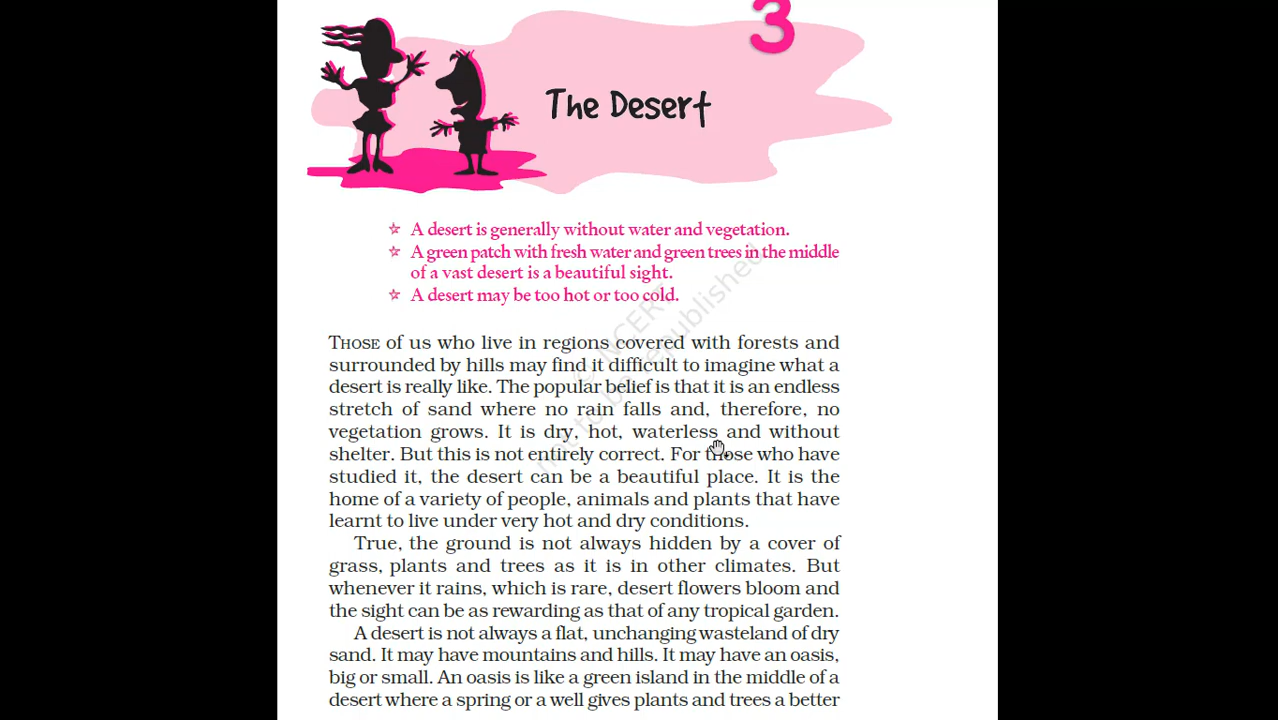 3
The Desert
☆ A desert is generally without water and vegetation.
☆ A green patch with fresh water and green trees in the middle
of a vast desert is a beautiful sight.
☆ A desert may be too hot or too cold.
THOSE of us who live in regions covered with forests and
surrounded by hills may find it difficult to imagine what a
desert is really like. The popular belief is that it is an endless
stretch of sand where no rain falls and, therefore, no
vegetation grows. It is dry, hot, waterless and without
shelter. But this is not entirely correct. For those who have
studied it, the desert can be a beautiful place. It is the
home of a variety of people, animals and plants that have
learnt to live under very hot and dry conditions.
True, the ground is not always hidden by a cover of
grass, plants and trees as it is in other climates. But
whenever it rains, which is rare, desert flowers bloom and
the sight can be as rewarding as that of any tropical garden.
A desert is not always a flat, unchanging wasteland of dry
sand. It may have mountains and hills. It may have an oasis,
big or small. An oasis is like a green island in the middle of a
desert where a spring or a well gives plants and trees a better
© NCERT
not to be republished